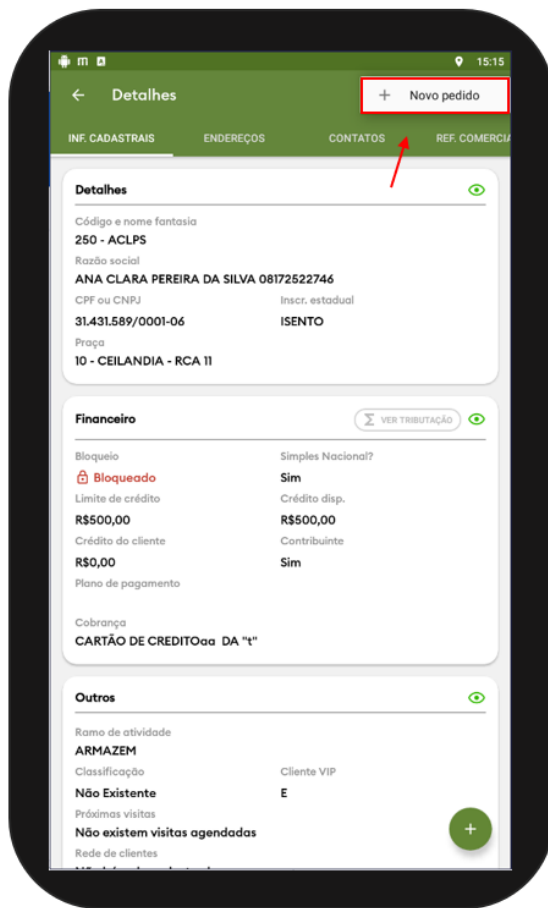 15:15
Detalhes
+ Novo pedido
INF. CADASTRAIS ENDEREÇOS CONTATOS REF. COMERCIA
Detalhes
Código e nome fantasia
250 - ACLPS
Razão social
ANA CLARA PEREIRA DA SILVA 08172522746
CPF ou CNPJ Inscr. estadual
31.431.589/0001-06 ISENTO
Praça
10 - CEILANDIA - RCA 11
Financeiro Σ VER TRIBUTAÇÃO
Bloqueio Simples Nacional?
Bloqueado Sim
Limite de crédito Crédito disp.
R$500,00 R$500,00
Crédito do cliente Contribuinte
R$0,00 Sim
Plano de pagamento
Cobrança
CARTÃO DE CREDITOaa DA "t"
Outros
Ramo de atividade
ARMAZEM
Classificação Cliente VIP
Não Existente E
Próximas visitas
Não existem visitas agendadas
Rede de clientes